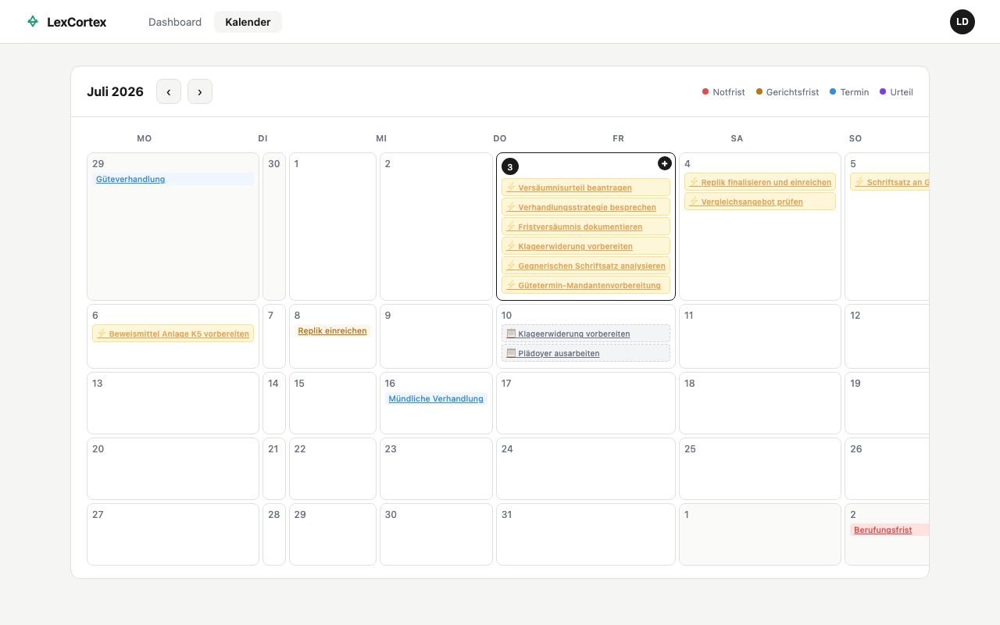 LexCortex
Dashboard
Kalender
LD
Juli 2026
‹
›
Notfrist
Gerichtsfrist
Termin
Urteil
MO DI MI DO FR SA SO
29
Güteverhandlung
30
1
2
3
+
⚡ Versäumnisurteil beantragen
⚡ Verhandlungsstrategie besprechen
⚡ Fristversäumnis dokumentieren
⚡ Klageerwiderung vorbereiten
⚡ Gegnerischen Schriftsatz analysieren
⚡ Gütetermin-Mandantenvorbereitung
4
⚡ Replik finalisieren und einreichen
⚡ Vergleichsangebot prüfen
5
⚡ Schriftsatz an G
6
⚡ Beweismittel Anlage K5 vorbereiten
7
8
Replik einreichen
9
10
Klageerwiderung vorbereiten
Plädoyer ausarbeiten
11
12
13
14
15
16
Mündliche Verhandlung
17
18
19
20
21
22
23
24
25
26
27
28
29
30
31
1
2
Berufungsfrist